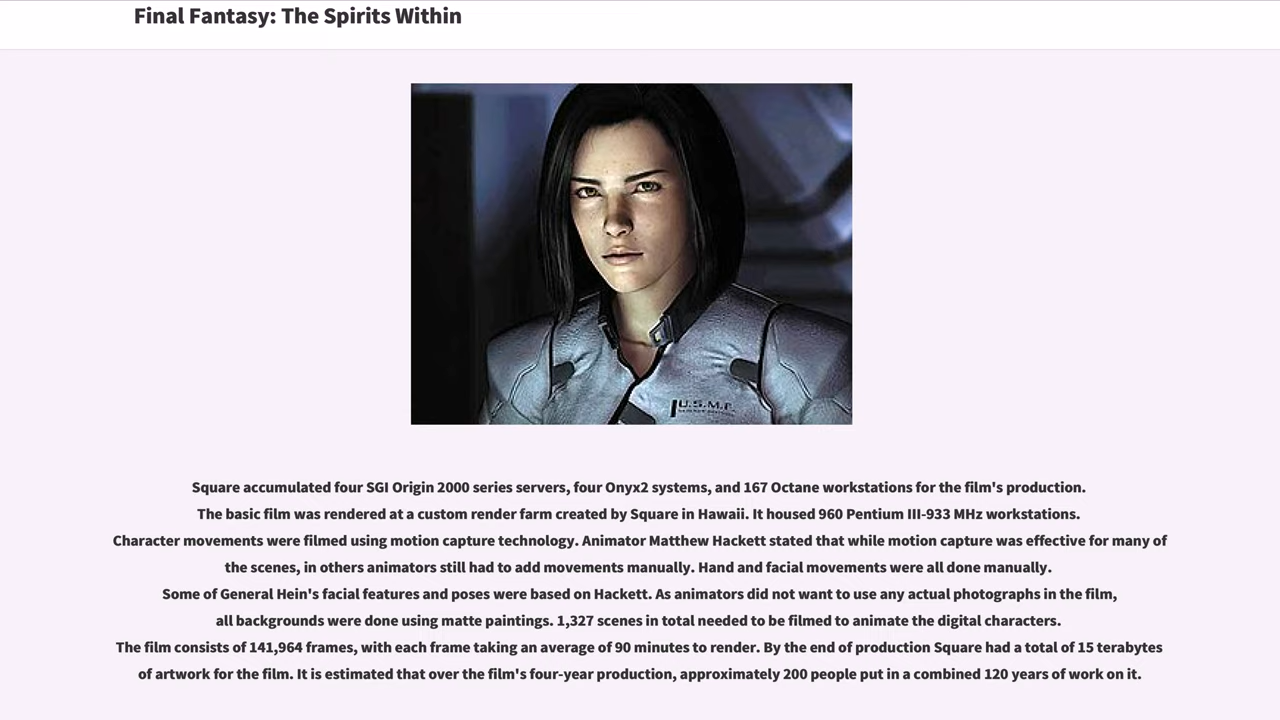 Final Fantasy: The Spirits Within
U.S.M.F.
Square accumulated four SGI Origin 2000 series servers, four Onyx2 systems, and 167 Octane workstations for the film's production.
The basic film was rendered at a custom render farm created by Square in Hawaii. It housed 960 Pentium III-933 MHz workstations.
Character movements were filmed using motion capture technology. Animator Matthew Hackett stated that while motion capture was effective for many of
the scenes, in others animators still had to add movements manually. Hand and facial movements were all done manually.
Some of General Hein's facial features and poses were based on Hackett. As animators did not want to use any actual photographs in the film,
all backgrounds were done using matte paintings. 1,327 scenes in total needed to be filmed to animate the digital characters.
The film consists of 141,964 frames, with each frame taking an average of 90 minutes to render. By the end of production Square had a total of 15 terabytes
of artwork for the film. It is estimated that over the film's four-year production, approximately 200 people put in a combined 120 years of work on it.